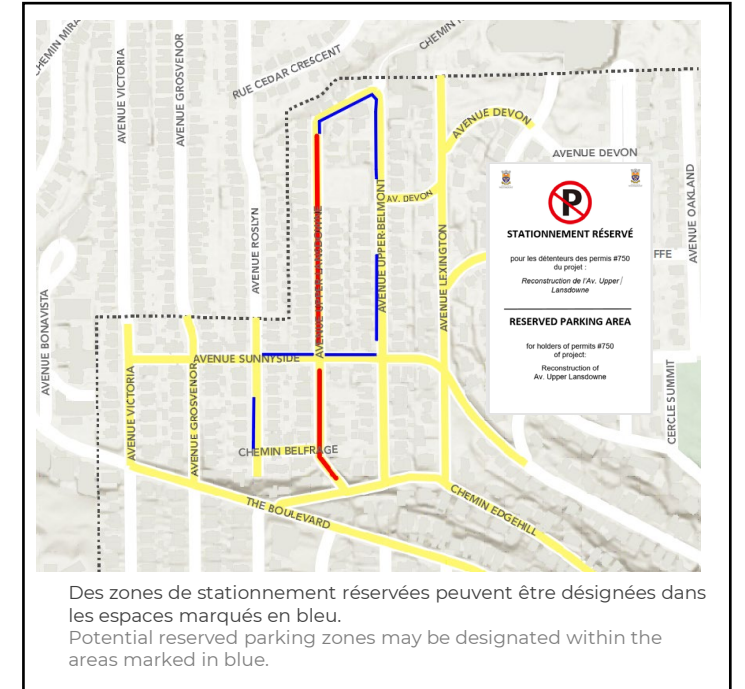 CHEMIN MIRA
AVENUE VICTORIA
AVENUE GROSVENOR
RUE CEDAR CRESCENT
AVENUE DEVON
AVENUE DEVON
AV. DEVON
AVENUE OAKLAND
AVENUE ROSLYN
AVENUE UPPER-LANSDOWNE
AVENUE UPPER-BELMONT
AVENUE LEXINGTON
FFE
AVENUE BONAVISTA
AVENUE SUNNYSIDE
AVENUE VICTORIA
AVENUE GROSVENOR
CHEMIN BELFRAGE
CERCLE SUMMIT
THE BOULEVARD
CHEMIN EDGEHILL
P
STATIONNEMENT RÉSERVÉ
pour les détenteurs des permis #750
du projet :
Reconstruction de l'Av. Upper
Lansdowne
RESERVED PARKING AREA
for holders of permits #750
of project:
Reconstruction of
Av. Upper Lansdowne
Des zones de stationnement réservées peuvent être désignées dans
les espaces marqués en bleu.
Potential reserved parking zones may be designated within the
areas marked in blue.